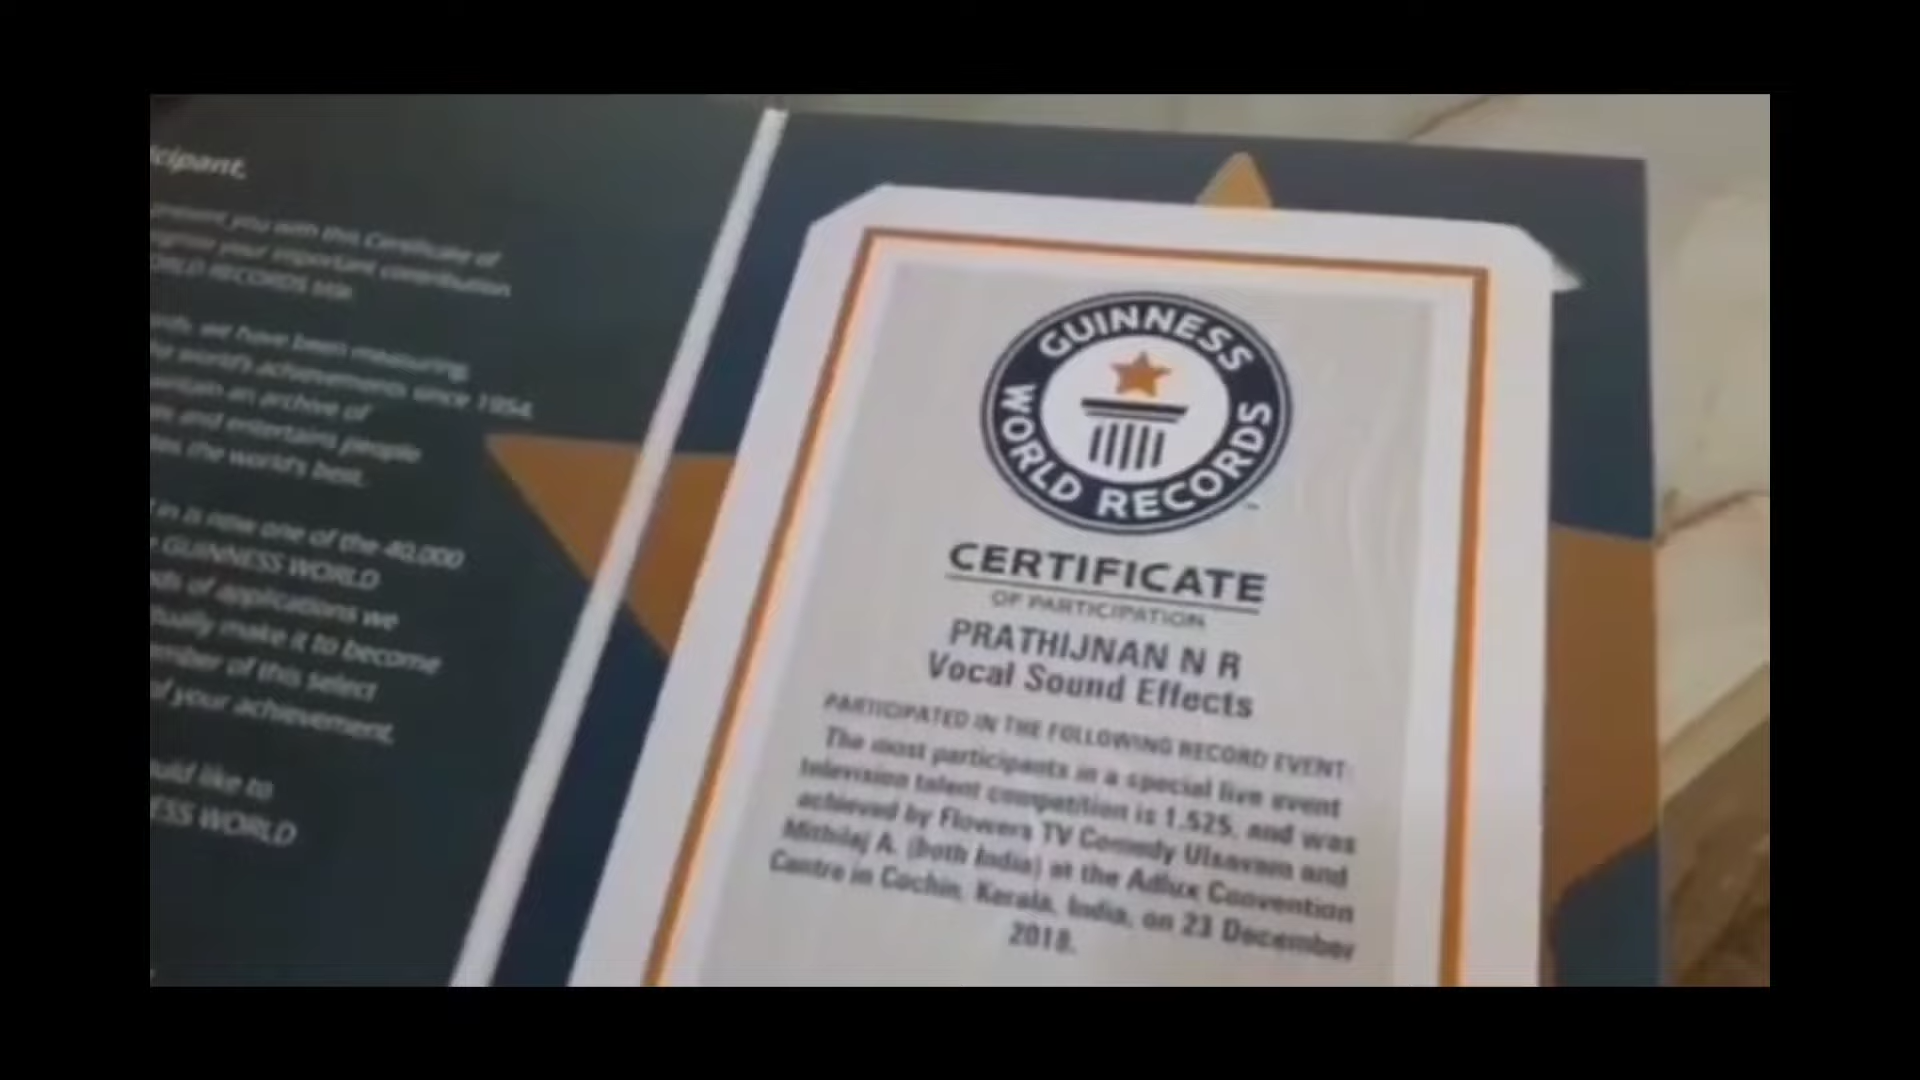 icipant,
present you with this Certificate of
your important contribution
ORLD RECORDS title.
we have been measuring,
the world's achievements since 1954,
an archive of
and entertains people
the world's best.
in is now one of the 40,000
GUINNESS WORLD
of applications we
make it to become
of this select
of your achievement,
like to
ESS WORLD
GUINNESS
WORLD RECORDS
™
CERTIFICATE
OF PARTICIPATION
PRATHIJNAN N R
Vocal Sound Effects
PARTICIPATED IN THE FOLLOWING RECORD EVENT:
The most participants in a special live event
television talent competition is 1,525, and was
achieved by Flowers TV Comedy Utsavam and
Mithilaj A. (both India) at the Adlux Convention
Centre in Cochin, Kerala, India, on 23 December
2018.